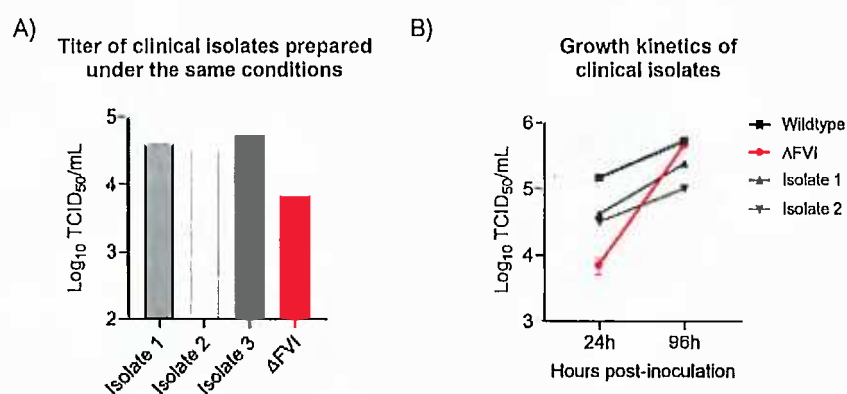 A)
Titer of clinical isolates prepared
under the same conditions
Log10 TCID50/mL
5
4
3
2
Isolate 1
Isolate 2
Isolate 3
ΔFVI
B)
Growth kinetics of
clinical isolates
Log10 TCID50/mL
6
5
4
3
24h
96h
Hours post-inoculation
Wildtype
ΛFVI
Isolate 1
Isolate 2